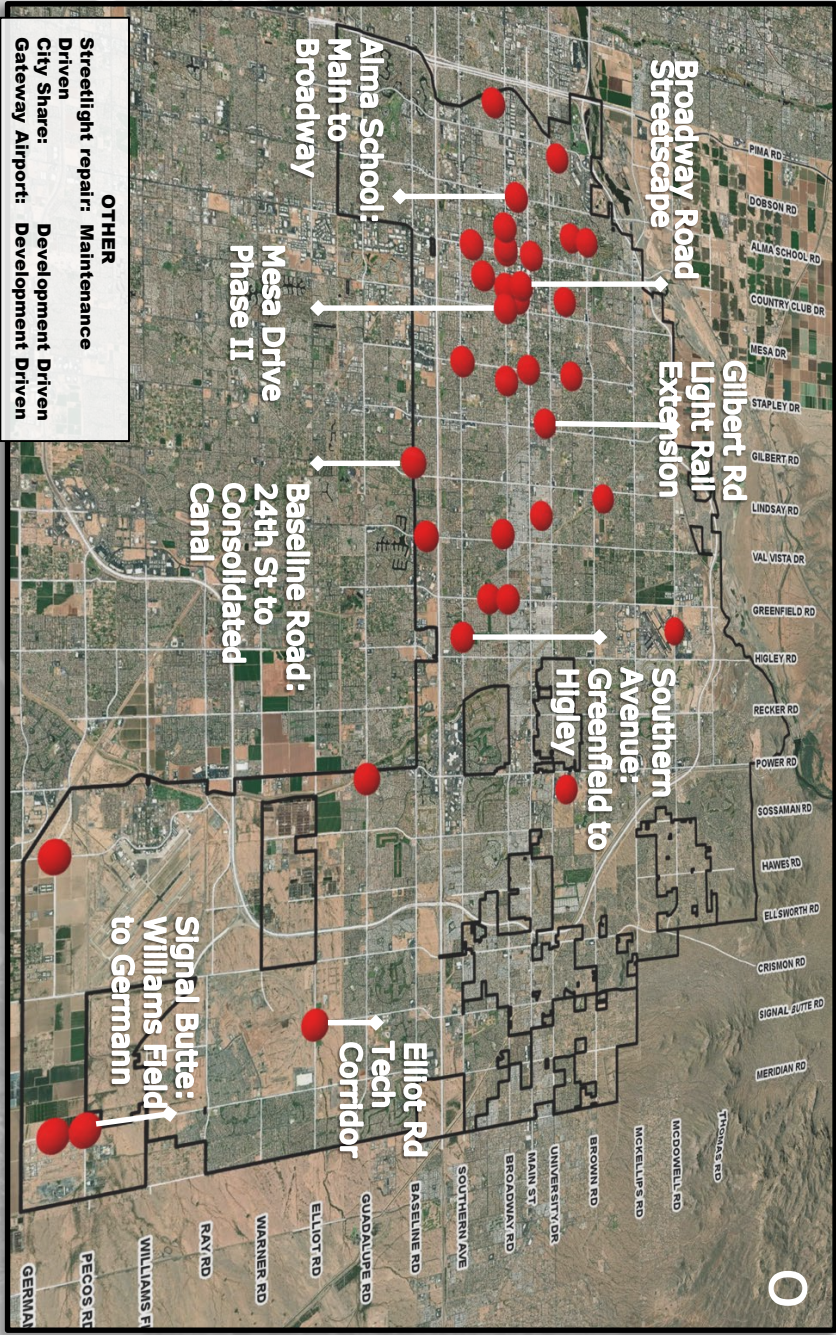 O
Broadway Road
Streetscape
Alma School:
Main to
Broadway
Mesa Drive
Phase II
Gilbert Rd
Light Rail
Extension
Baseline Road:
24th St to
Consolidated
Canal
Southern
Avenue:
Greenfield to
Higley
Elliot Rd
Tech
Corridor
Signal Butte:
Williams Field
to Germann
PIMA RD
DOBSON RD
ALMA SCHOOL RD
COUNTRY CLUB DR
MESA DR
STAPLEY DR
GILBERT RD
LINDSAY RD
VAL VISTA DR
GREENFIELD RD
HIGLEY RD
RECKER RD
POWER RD
SOSSAMAN RD
HAWES RD
ELLSWORTH RD
CRISMON RD
SIGNAL BUTTE RD
MERIDIAN RD
THOMAS RD
MCDOWELL RD
MCKELLIPS RD
BROWN RD
UNIVERSITY DR
MAIN ST
BROADWAY RD
SOUTHERN AVE
BASELINE RD
GUADALUPE RD
ELLIOT RD
WARNER RD
RAY RD
WILLIAMS FI
PECOS RD
GERMA
OTHER
Streetlight repair: Maintenance
Driven
City Share: Development Driven
Gateway Airport: Development Driven